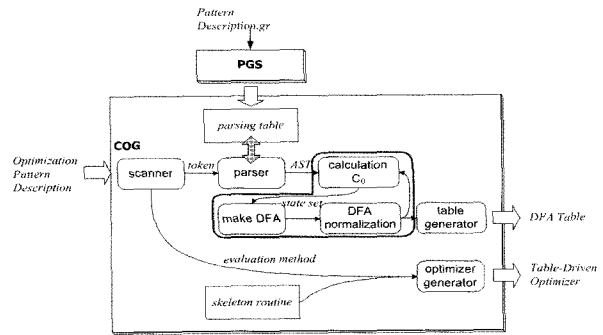 Pattern
Description.gr
PGS
parsing table
COG
Optimization
Pattern
Description
scanner
token
parser
AST
calculation
C0
state set
make DFA
DFA
normalization
table
generator
DFA Table
evaluation method
optimizer
generator
Table-Driven
Optimizer
skeleton routine